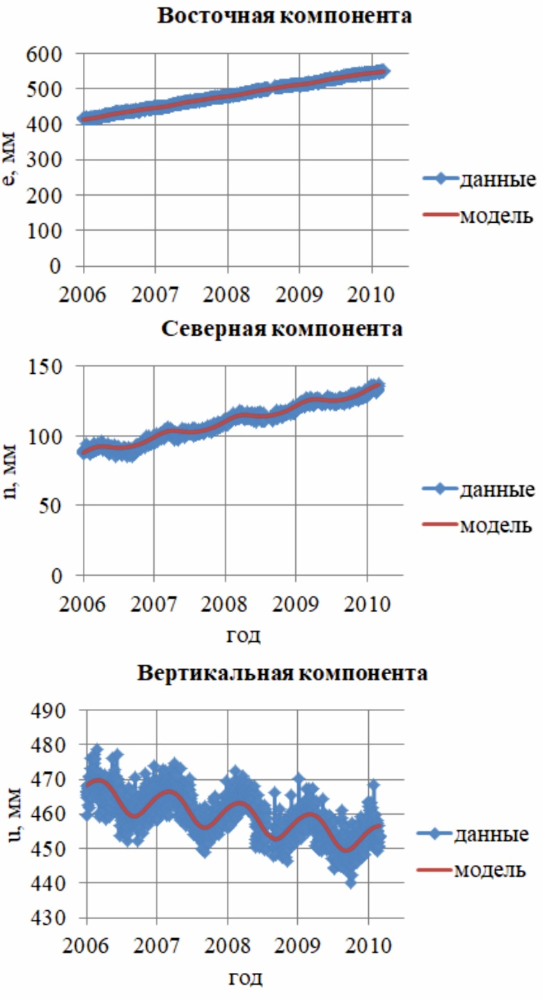 Восточная компонента
600
500
400
300
200
100
0
e, мм
2006 2007 2008 2009 2010
данные
модель
Северная компонента
150
100
50
0
n, мм
2006 2007 2008 2009 2010
год
данные
модель
Вертикальная компонента
490
480
470
460
450
440
430
u, мм
2006 2007 2008 2009 2010
год
данные
модель